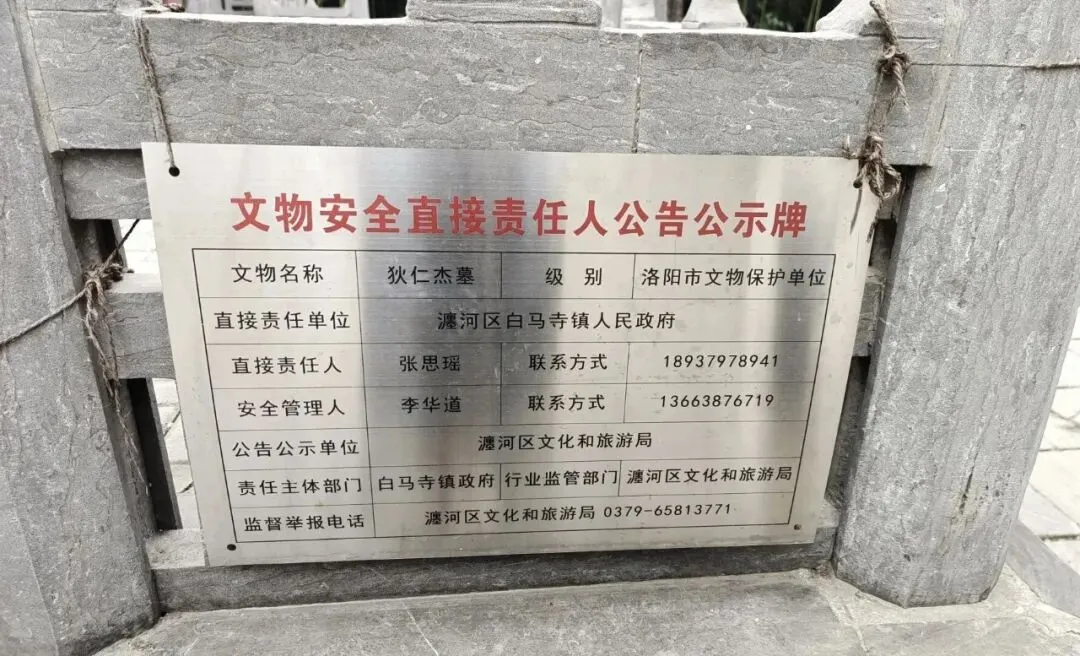 文物安全直接责任人公告公示牌
文物名称 狄仁杰墓 级 别 洛阳市文物保护单位
直接责任单位 瀍河区白马寺镇人民政府
直接责任人 张思瑶 联系方式 18937978941
安全管理人 李华道 联系方式 13663876719
公告公示单位 瀍河区文化和旅游局
责任主体部门 白马寺镇政府 行业监管部门 瀍河区文化和旅游局
监督举报电话 瀍河区文化和旅游局 0379-65813771